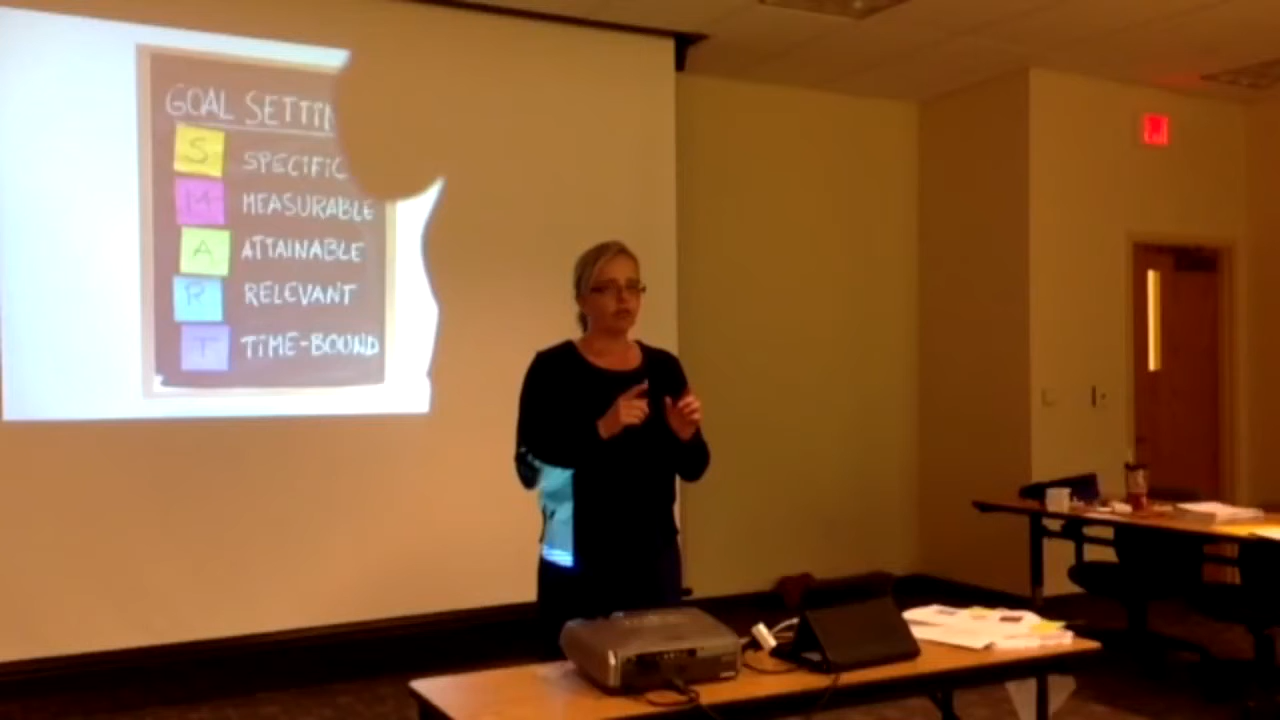 GOAL SETTIN
S SPECIFIC
M MEASURABLE
A ATTAINABLE
R RELEVANT
T TIME-BOUND